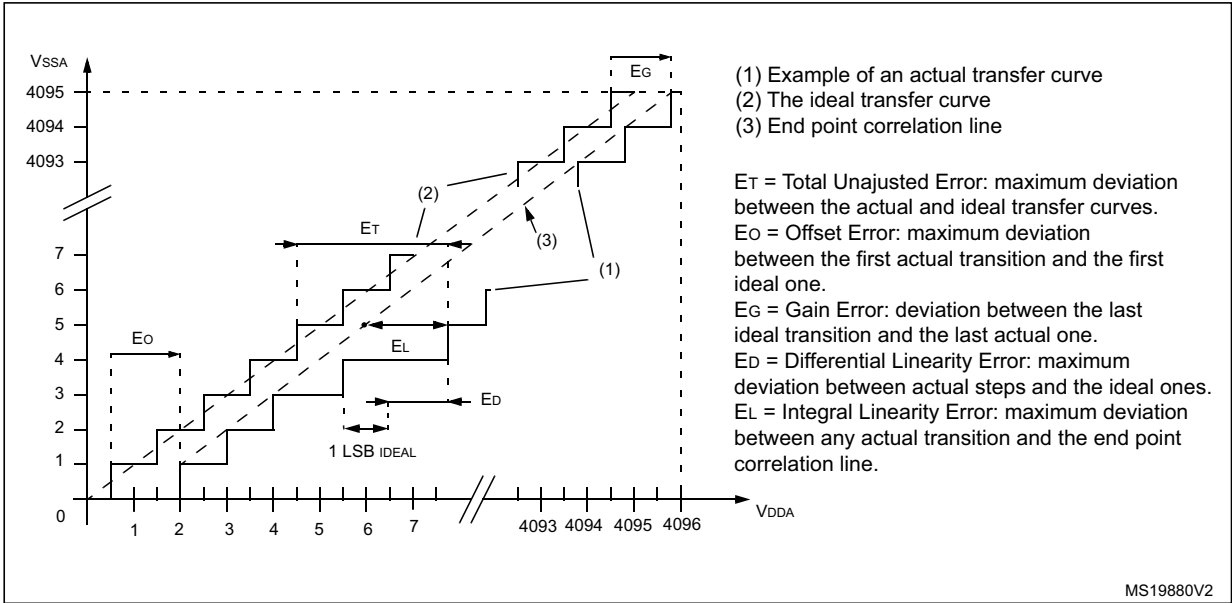 VSSA
EG
4095
4094
4093
(2)
ET
(3)
7
(1)
6
5
EO
EL
4
3
ED
2
1 LSB IDEAL
1
0
1 2 3 4 5 6 7 4093 4094 4095 4096
VDDA
(1) Example of an actual transfer curve
(2) The ideal transfer curve
(3) End point correlation line
ET = Total Unajusted Error: maximum deviation
between the actual and ideal transfer curves.
EO = Offset Error: maximum deviation
between the first actual transition and the first
ideal one.
EG = Gain Error: deviation between the last
ideal transition and the last actual one.
ED = Differential Linearity Error: maximum
deviation between actual steps and the ideal ones.
EL = Integral Linearity Error: maximum deviation
between any actual transition and the end point
correlation line.
MS19880V2